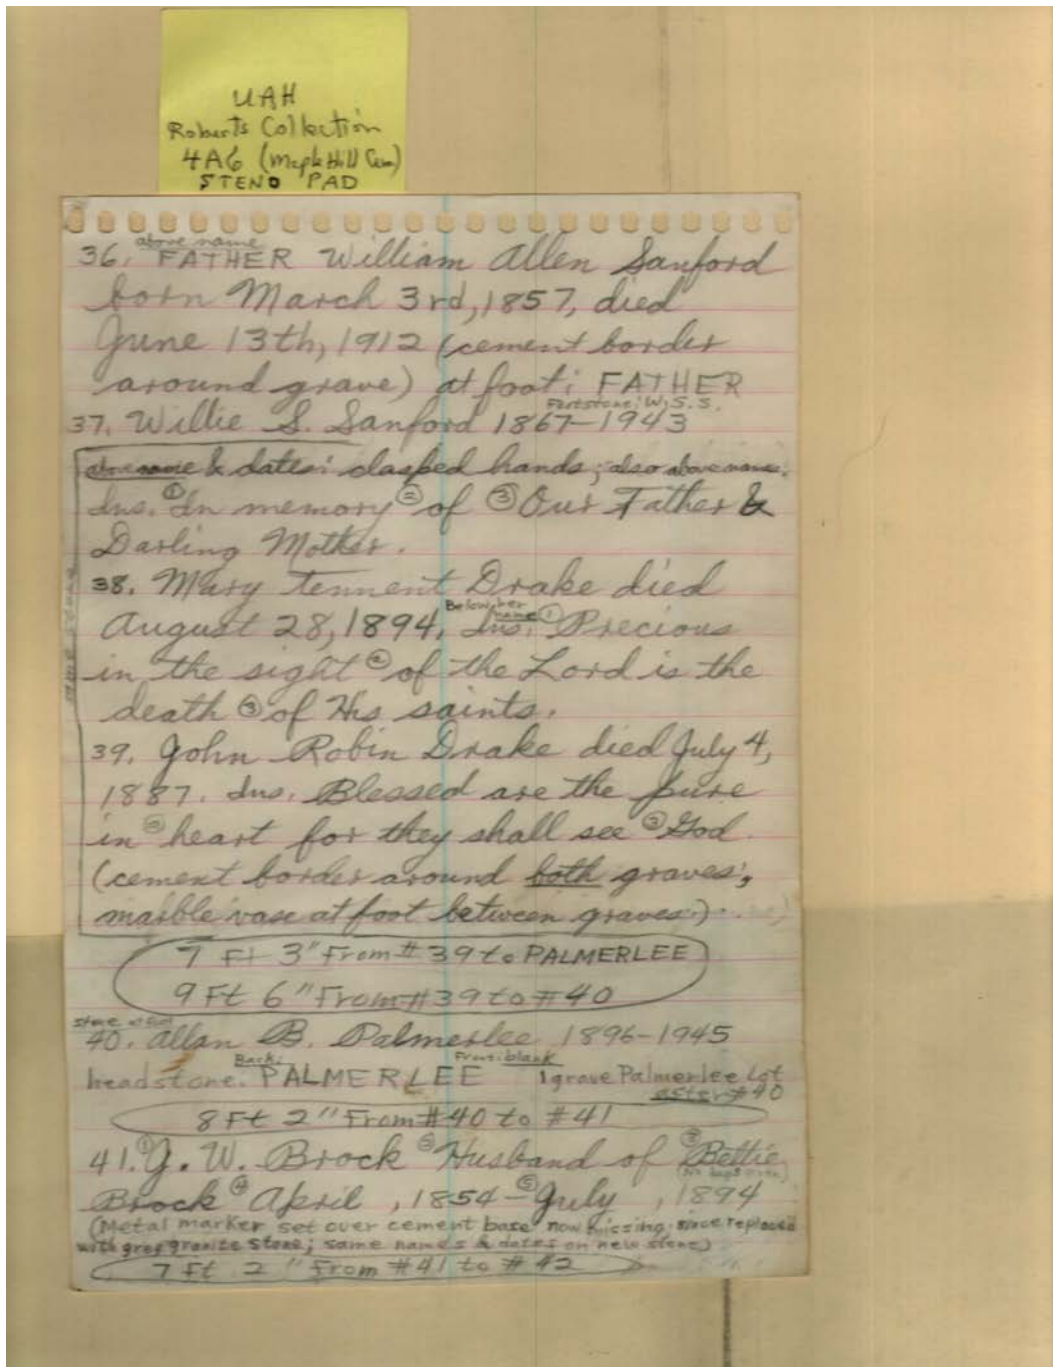 UAH
Roberts Collection
4A6 (Maple Hill Cem)
STENO PAD
above name
36. FATHER William Allen Sanford
born March 3rd, 1857, died
June 13th, 1912 (cement border
around grave) at foot: FATHER
Footstone: W.S.S.
37. Willie S. Sanford 1867-1943
above name & dates: clasped hands; also above name:
Ins. ① In memory ② of ③ Our Father &
Darling Mother.
38. Mary Tennent Drake died
Below her name
August 28, 1894. Ins: ① Precious
in the sight ② of the Lord is the
death ③ of His saints.
39. John Robin Drake died July 4,
1887. Ins. Blessed are the pure
in ② heart for they shall see ③ God.
(cement border around both graves;
marble vase at foot between graves.)
7 Ft 3" From #39 to PALMERLEE
9 Ft 6" From #39 to #40
stone at foot
40. Allan B. Palmerlee 1896-1945
Back: Front: blank
headstone. PALMERLEE 1 grave Palmerlee Lot
after #40
8 Ft 2" From #40 to #41
41. ① G. W. Brock ② Husband of ③ Bettie
(No days given)
Brock ④ April , 1854 - ⑤ July , 1894
(Metal marker set over cement base now missing; since replaced
with grey granite stone; same names & dates on new stone)
7 Ft 2" From #41 to #42